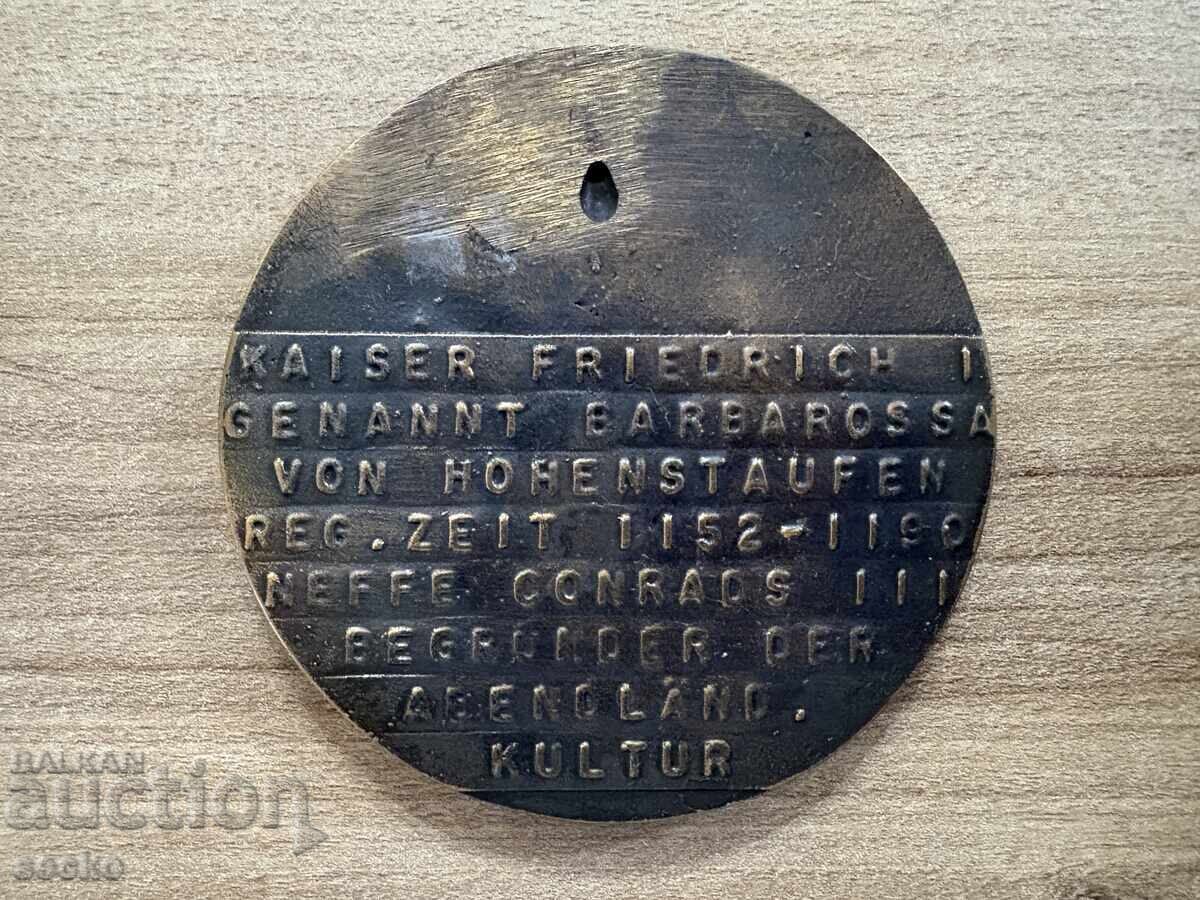 KAISER FRIEDRICH I
GENANNT BARBAROSSA
VON HOHENSTAUFEN
REG.ZEIT 1152-1190
NEFFE CONRADS III
BEGRÜNDER DER
ABENDLÄND.
KULTUR
BALKAN
auction
socko